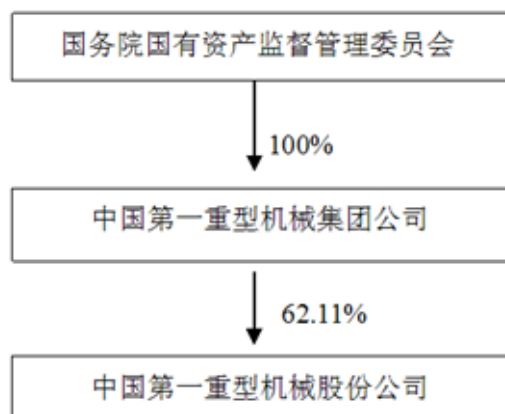 国务院国有资产监督管理委员会
100%
中国第一重型机械集团公司
62.11%
中国第一重型机械股份公司